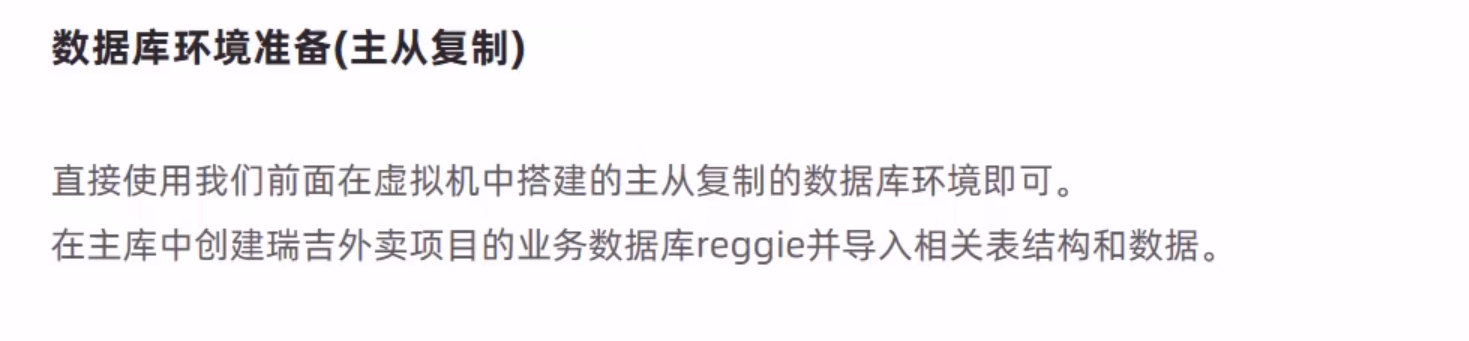 数据库环境准备(主从复制)
直接使用我们前面在虚拟机中搭建的主从复制的数据库环境即可。
在主库中创建瑞吉外卖项目的业务数据库reggie并导入相关表结构和数据。